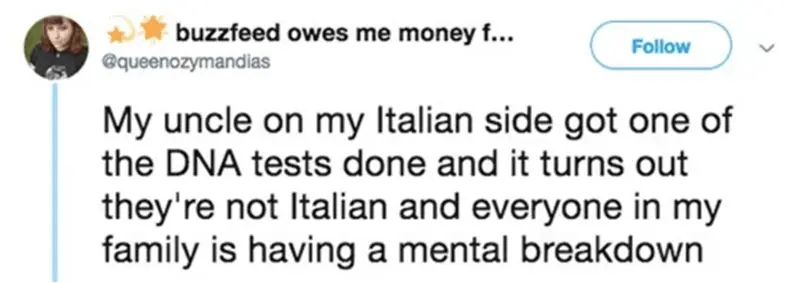 buzzfeed owes me money f...
@queenozymandias
Follow
My uncle on my Italian side got one of
the DNA tests done and it turns out
they're not Italian and everyone in my
family is having a mental breakdown